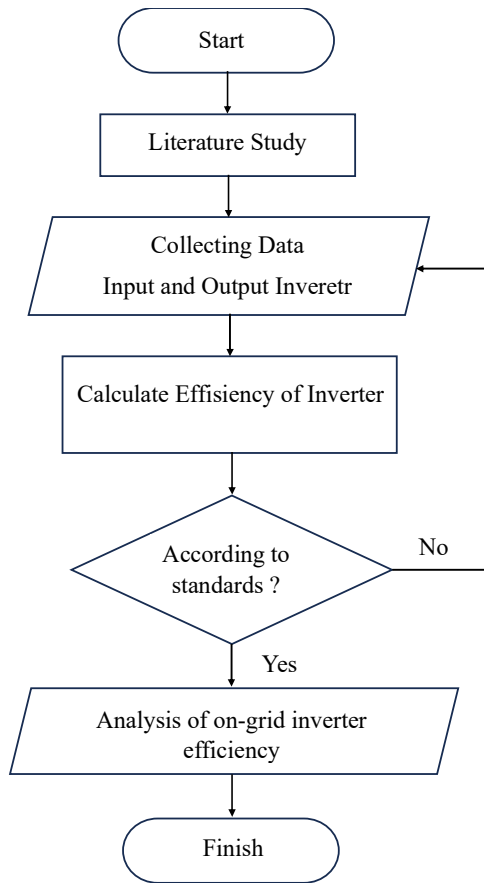 Start
Literature Study
Collecting Data
Input and Output Inveretr
Calculate Effisiency of Inverter
According to
standards ?
No
Yes
Analysis of on-grid inverter
efficiency
Finish